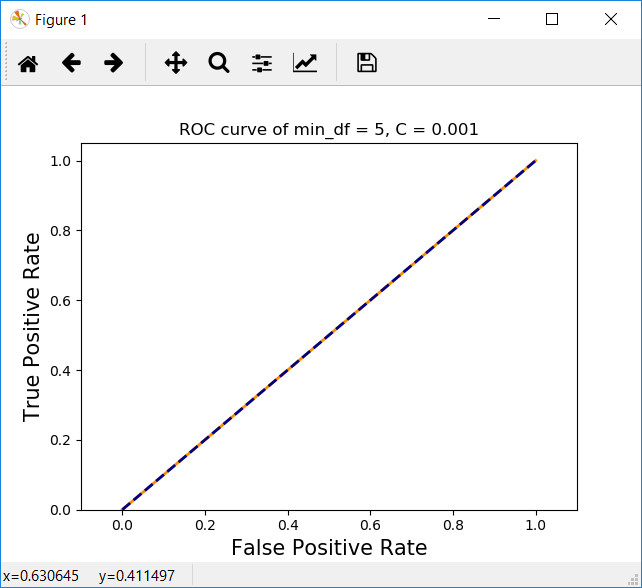 Figure 1
ROC curve of min_df = 5, C = 0.001
1.0
0.8
0.6
0.4
0.2
0.0
True Positive Rate
0.0 0.2 0.4 0.6 0.8 1.0
False Positive Rate
x=0.630645 y=0.411497